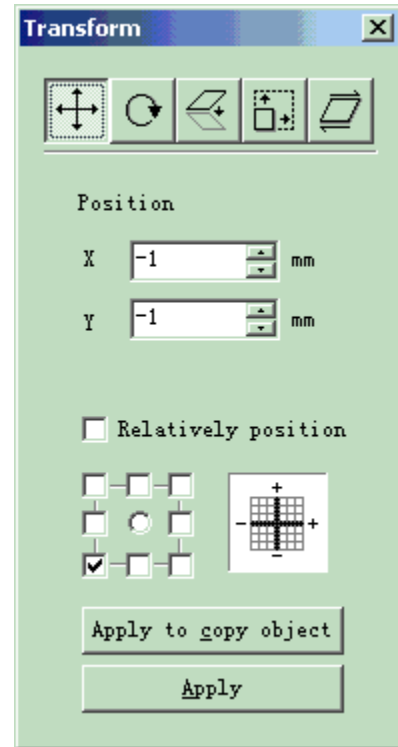 Transform
Position
X -1 mm
Y -1 mm
Relatively position
+
- +
-
Apply to copy object
Apply